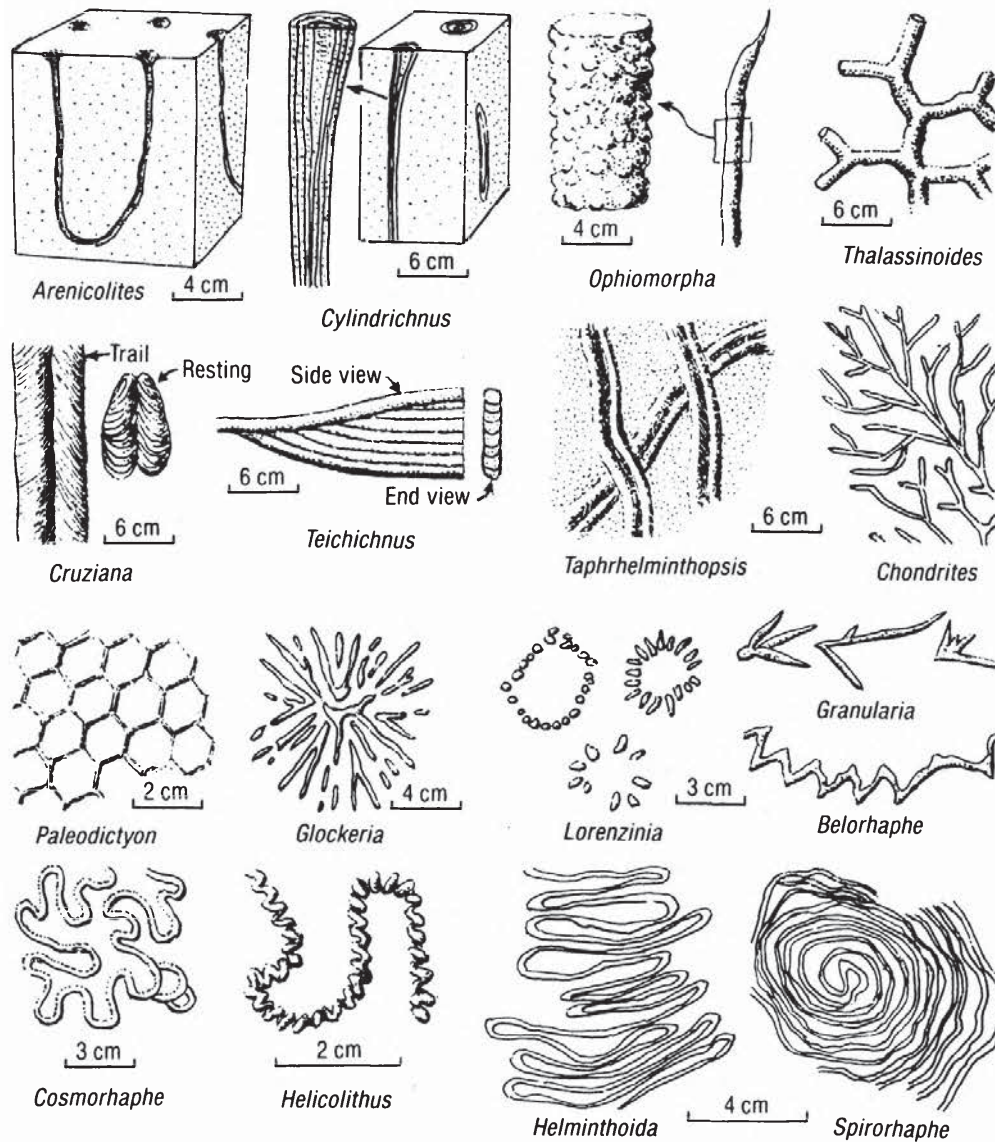 Arenicolites
4 cm
Cylindrichnus
6 cm
4 cm
Ophiomorpha
6 cm
Thalassinoides
Trail
Resting
6 cm
Cruziana
Side view
6 cm
End view
Teichichnus
6 cm
Taphrhelminthopsis
Chondrites
2 cm
Paleodictyon
4 cm
Glockeria
3 cm
Lorenzinia
Granularia
Belorhaphe
3 cm
Cosmorhaphe
2 cm
Helicolithus
Helminthoida
4 cm
Spirorhaphe